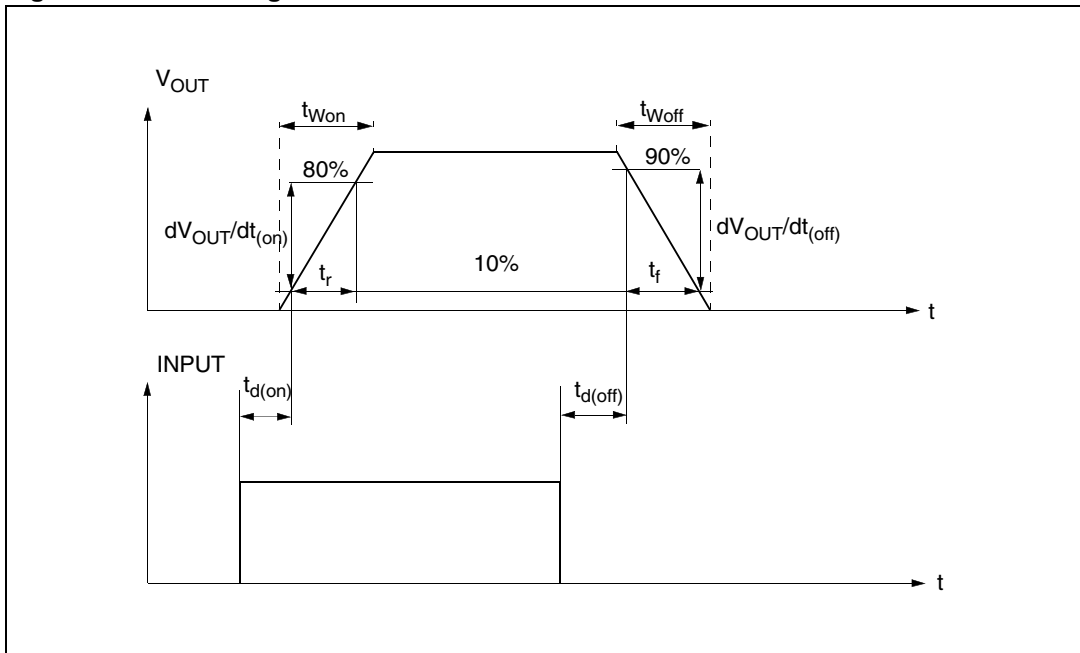 V_OUT
t_Won
t_Woff
80%
90%
dV_OUT/dt_(on)
dV_OUT/dt_(off)
t_r
10%
t_f
t
INPUT
t_d(on)
t_d(off)
t